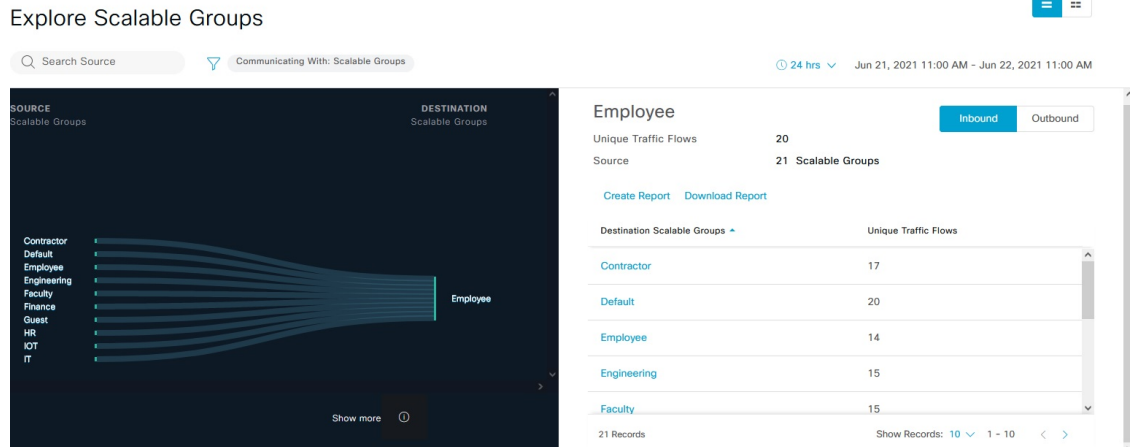 Explore Scalable Groups
Search Source
Communicating With: Scalable Groups
24 hrs
Jun 21, 2021 11:00 AM - Jun 22, 2021 11:00 AM
SOURCE
Scalable Groups
DESTINATION
Scalable Groups
Contractor
Default
Employee
Engineering
Faculty
Finance
Guest
HR
IOT
IT
Employee
Show more
Employee
Inbound
Outbound
Unique Traffic Flows 20
Source 21 Scalable Groups
Create Report Download Report
Destination Scalable Groups Unique Traffic Flows
Contractor 17
Default 20
Employee 14
Engineering 15
Faculty 15
21 Records
Show Records: 10 1 - 10